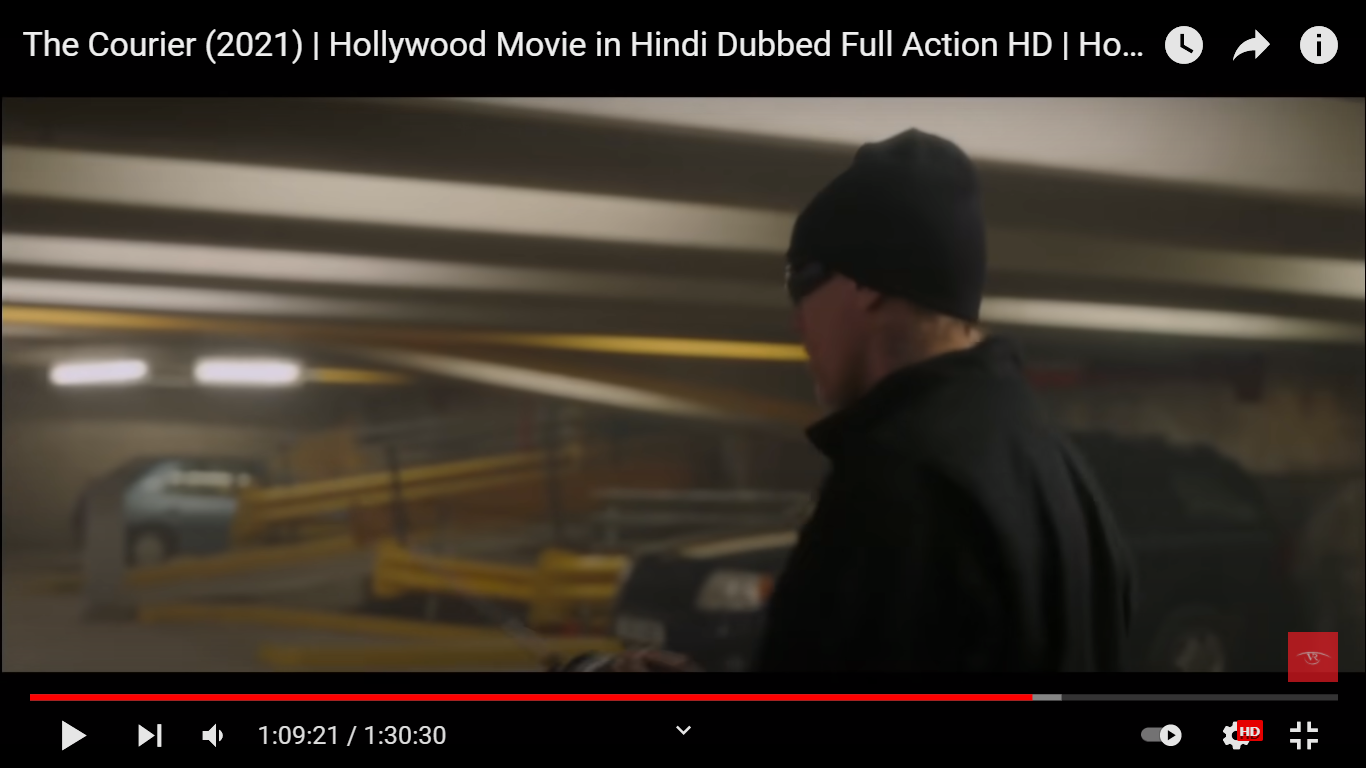 The Courier (2021) | Hollywood Movie in Hindi Dubbed Full Action HD | Ho...
1:09:21 / 1:30:30
HD